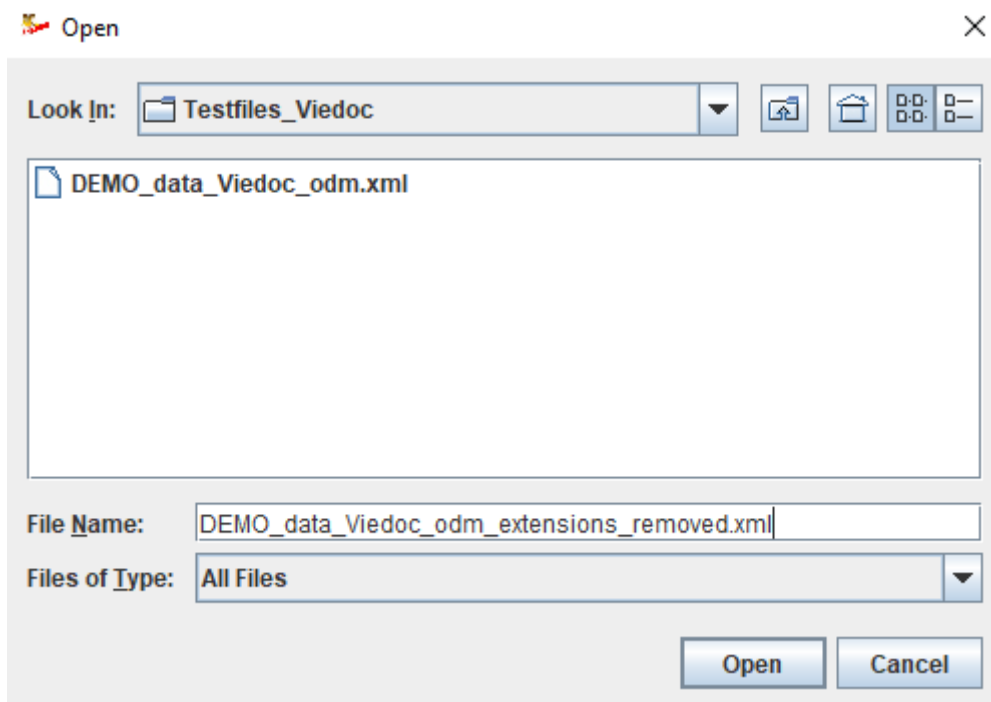 Open
Look In: Testfiles_Viedoc
DEMO_data_Viedoc_odm.xml
File Name: DEMO_data_Viedoc_odm_extensions_removed.xml
Files of Type: All Files
Open Cancel